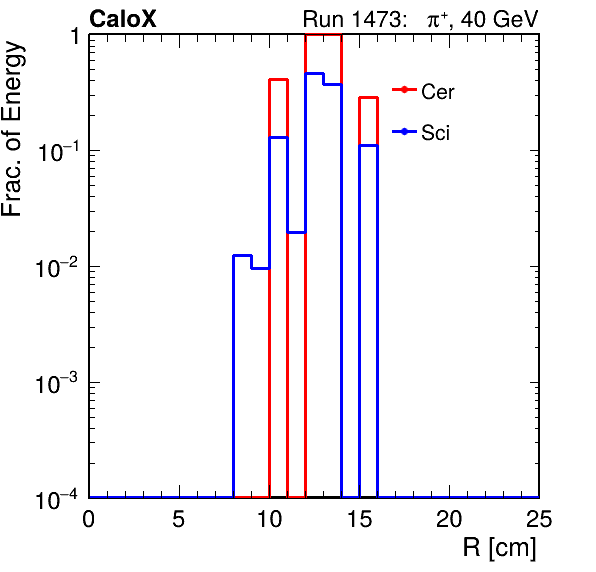 CaloX Run 1473: π⁺, 40 GeV
Frac. of Energy
1
10⁻¹
10⁻²
10⁻³
10⁻⁴
Cer
Sci
0 5 10 15 20 25
R [cm]